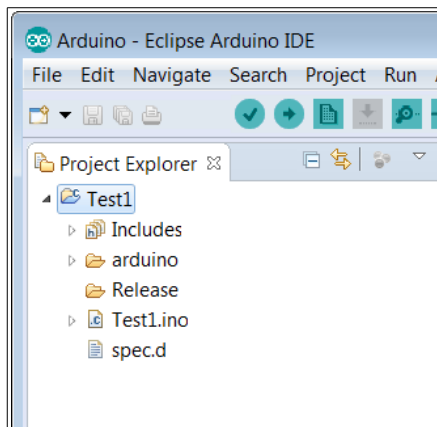 Arduino - Eclipse Arduino IDE
File Edit Navigate Search Project Run
Project Explorer
Test1
Includes
arduino
Release
Test1.ino
spec.d